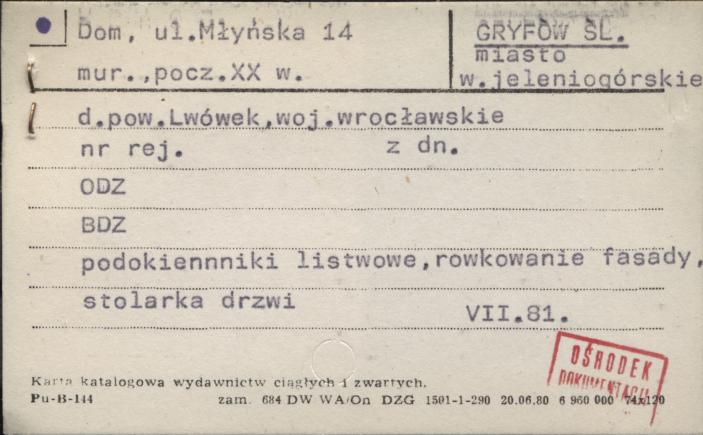 Dom, ul.Młyńska 14
mur.,pocz.XX w.
GRYFÓW ŚL.
miasto
w.jeleniogórskie
d.pow.Lwówek,woj.wrocławskie
nr rej. z dn.
ODZ
BDZ
podokiennniki listwowe,rowkowanie fasady,
stolarka drzwi
VII.81.
OŚRODEK
DOKUMENTACJI
Karta katalogowa wydawnictw ciągłych i zwartych.
Pu-B-144 zam. 684 DW WA/On DZG 1501-1-290 20.06.80 6 960 000 74x120